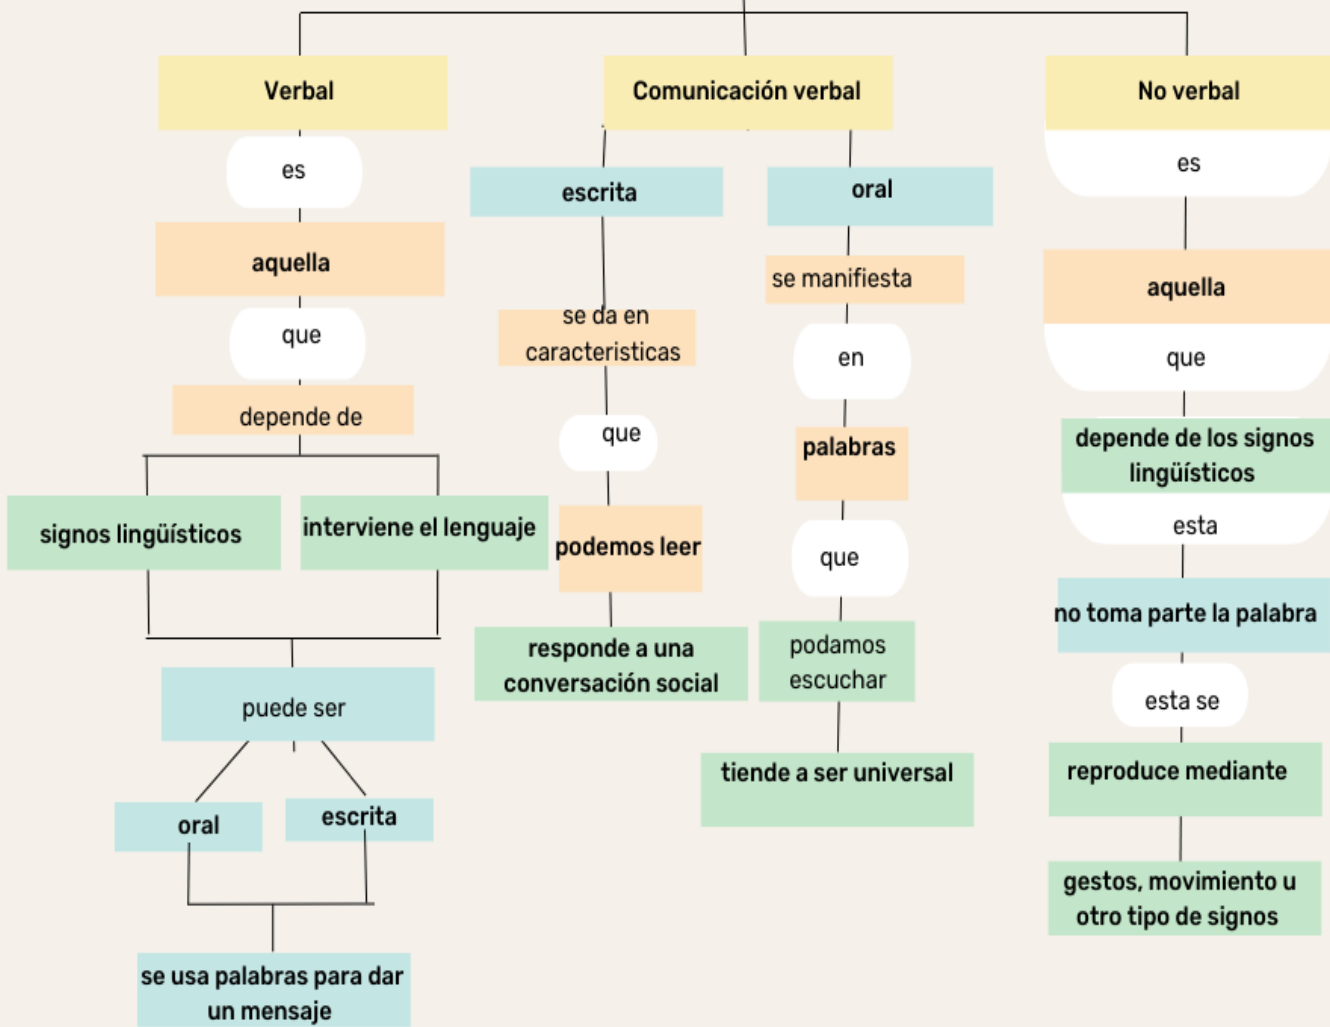 Verbal
es
aquella
que
depende de
signos lingüísticos
interviene el lenguaje
puede ser
oral
escrita
se usa palabras para dar
un mensaje
Comunicación verbal
escrita
se da en
caracteristicas
que
podemos leer
responde a una
conversación social
oral
se manifiesta
en
palabras
que
podamos
escuchar
tiende a ser universal
No verbal
es
aquella
que
depende de los signos
lingüísticos
esta
no toma parte la palabra
esta se
reproduce mediante
gestos, movimiento u
otro tipo de signos